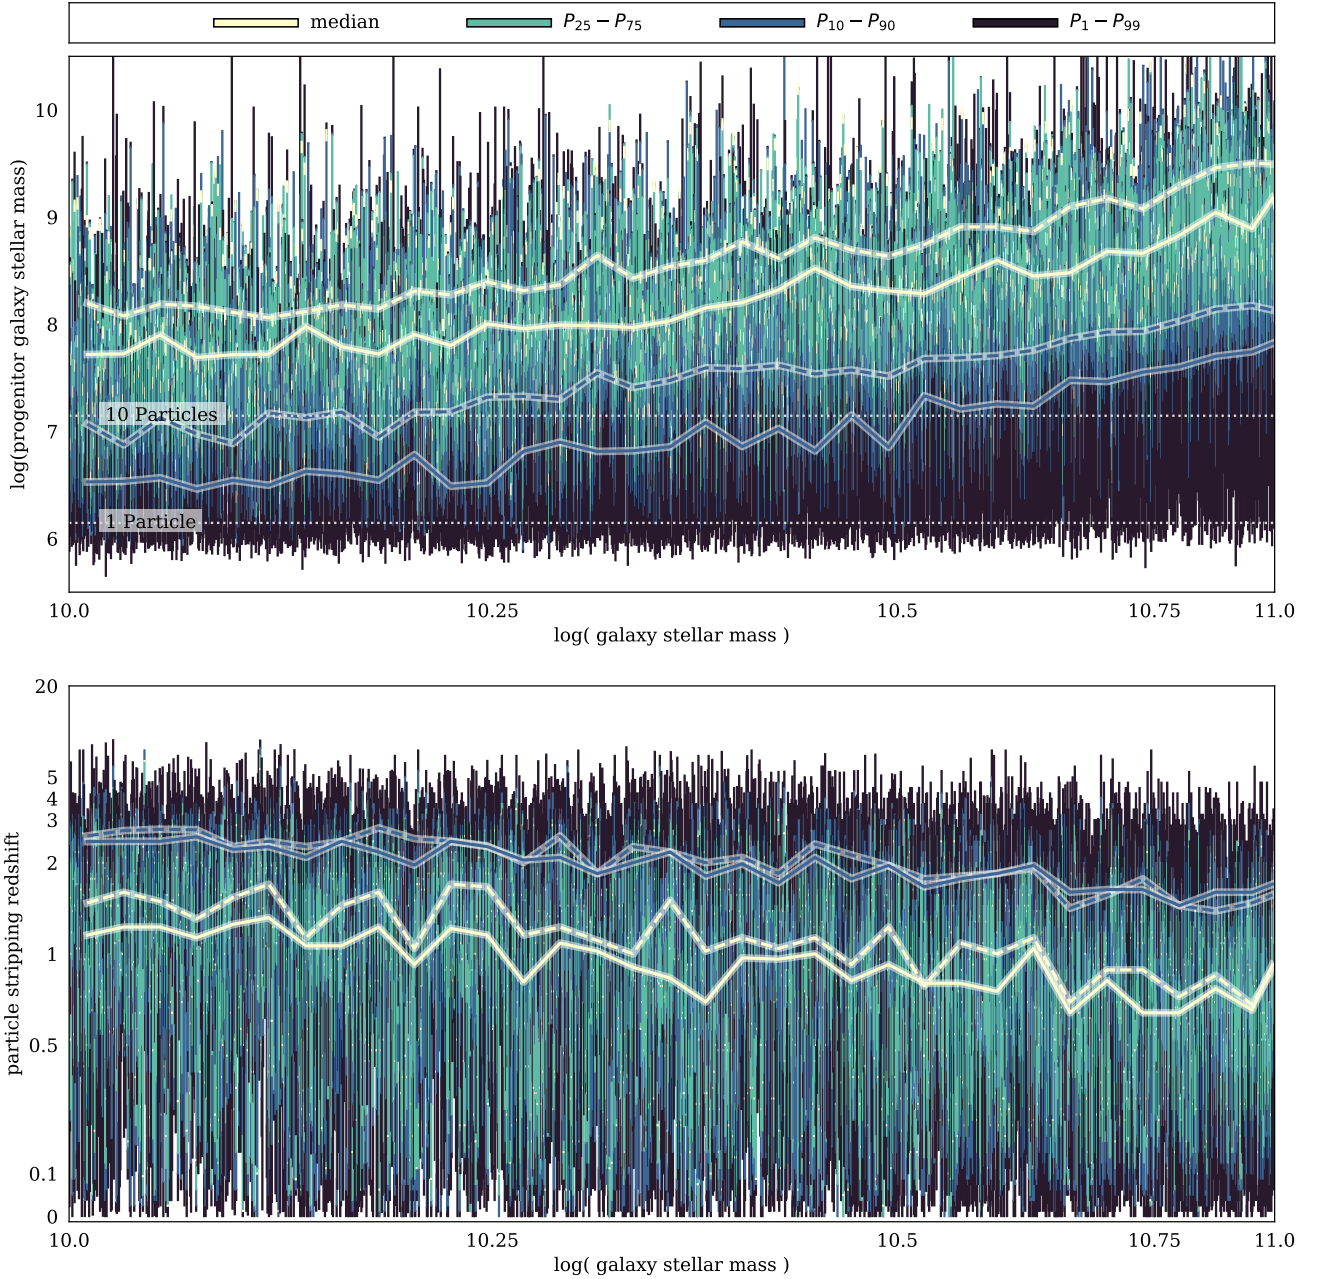 median P₂₅ − P₇₅ P₁₀ − P₉₀ P₁ − P₉₉
10
9
8
7
6
log(progenitor galaxy stellar mass)
10 Particles
1 Particle
10.0 10.25 10.5 10.75 11.0
log( galaxy stellar mass )
20
5
4
3
2
1
0.5
0.1
0
particle stripping redshift
10.0 10.25 10.5 10.75 11.0
log( galaxy stellar mass )